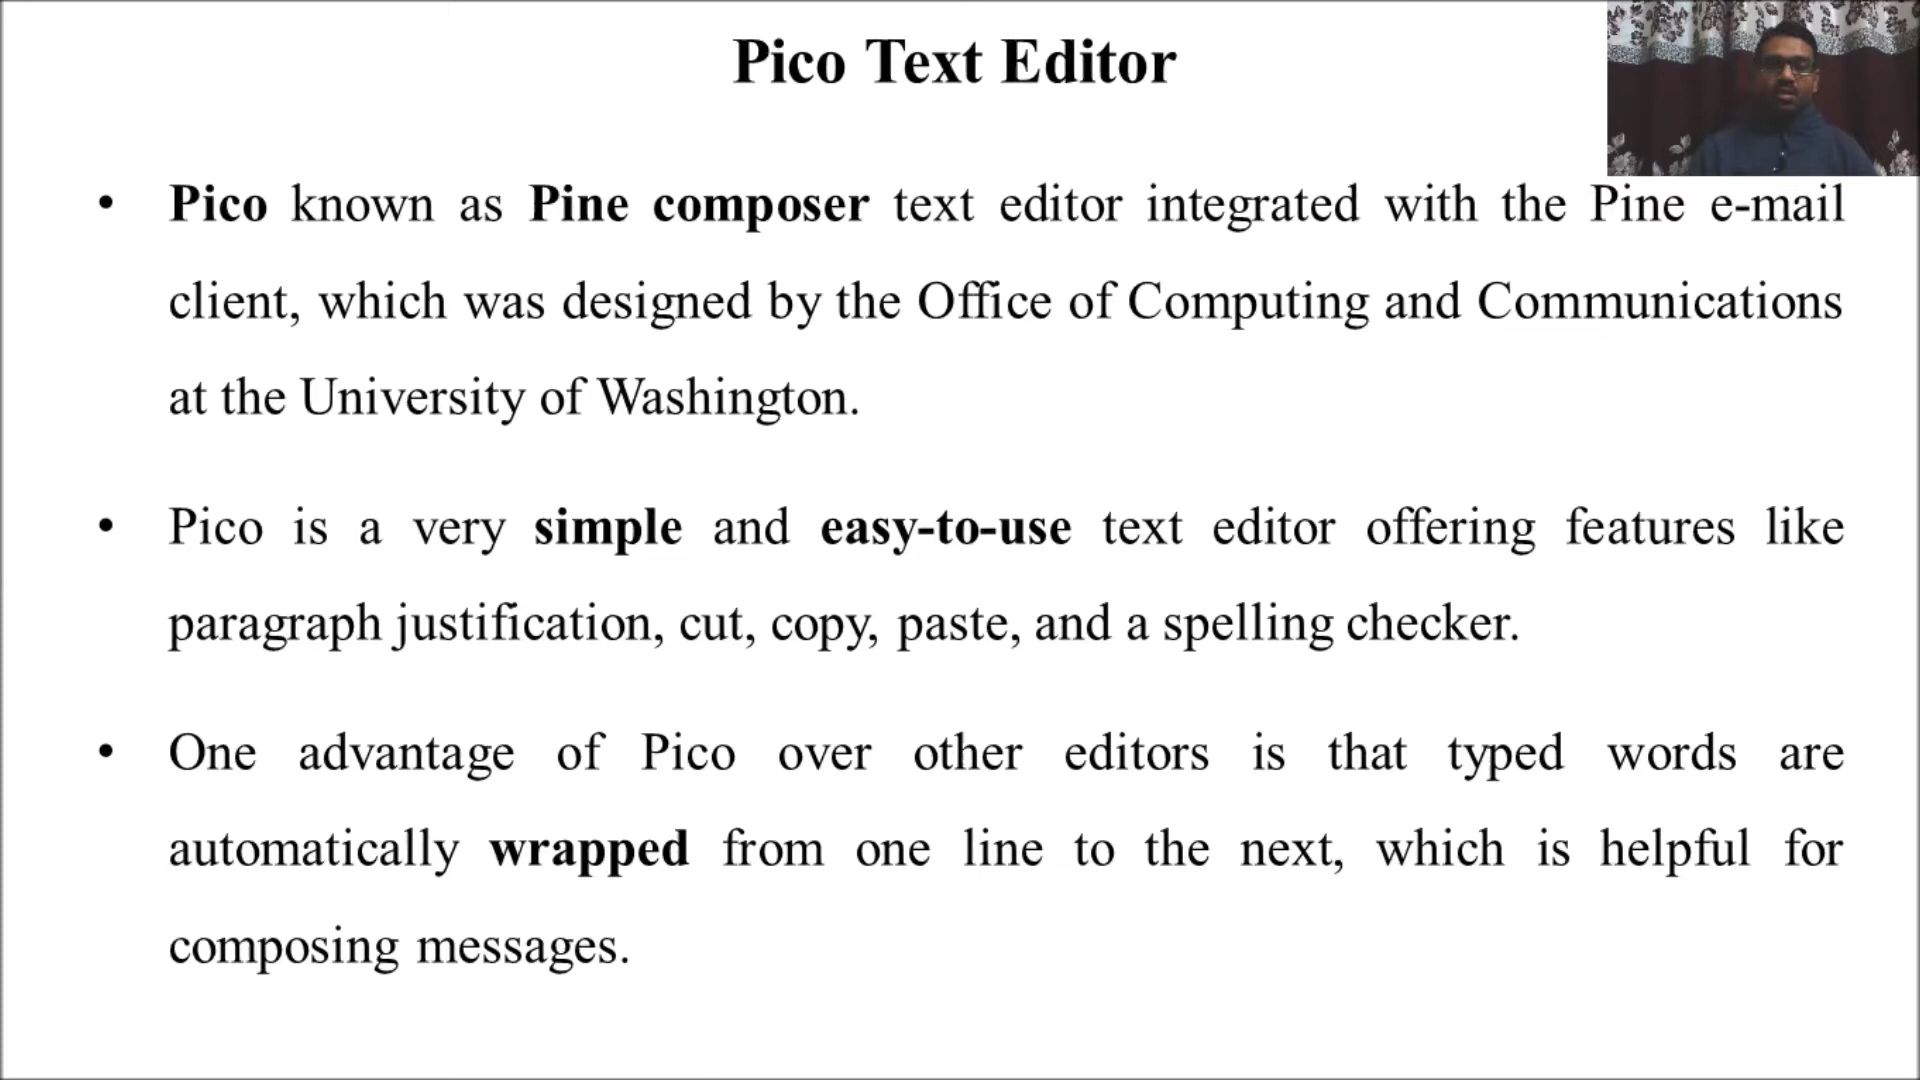 Pico Text Editor
• Pico known as Pine composer text editor integrated with the Pine e-mail
client, which was designed by the Office of Computing and Communications
at the University of Washington.
• Pico is a very simple and easy-to-use text editor offering features like
paragraph justification, cut, copy, paste, and a spelling checker.
• One advantage of Pico over other editors is that typed words are
automatically wrapped from one line to the next, which is helpful for
composing messages.